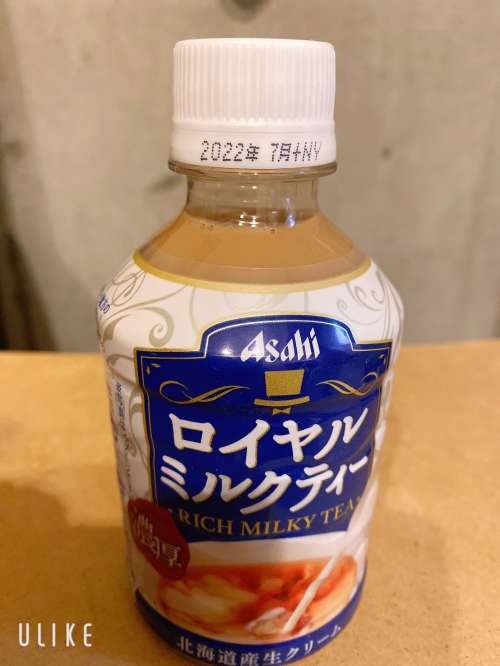 2022年 7月+NY
Asahi
ロイヤル
ミルクティー
RICH MILKY TEA
濃厚
北海道産生クリーム
ULIKE